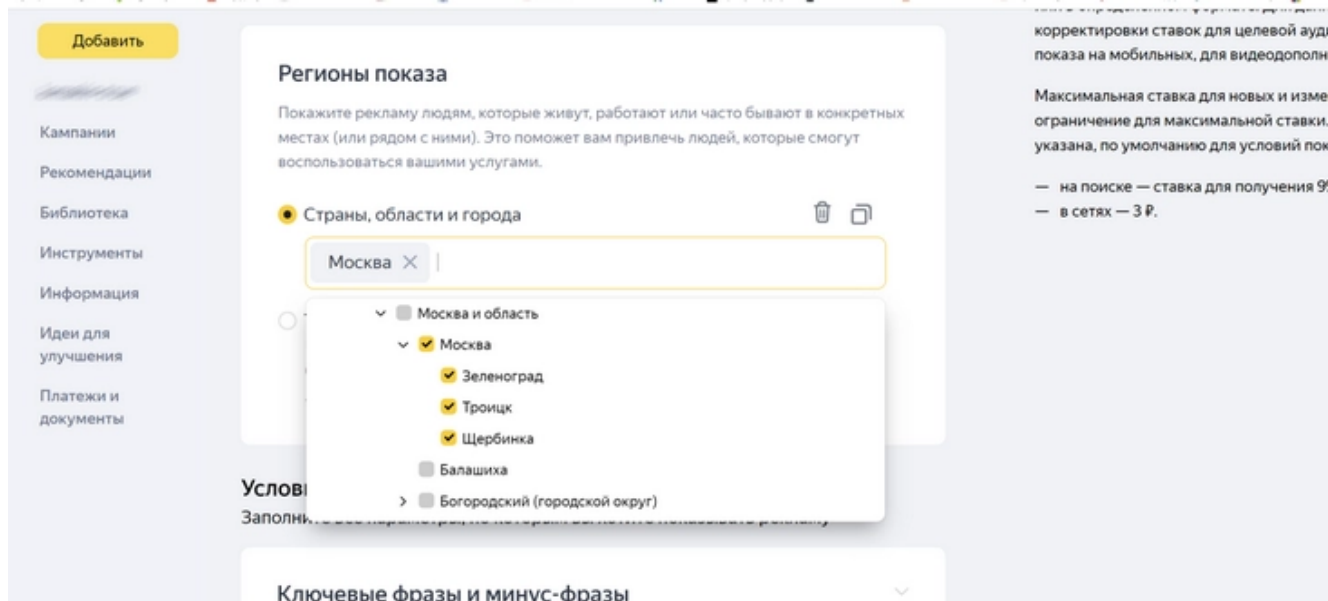 Добавить
Кампании
Рекомендации
Библиотека
Инструменты
Информация
Идеи для
улучшения
Платежи и
документы
Регионы показа
Покажите рекламу людям, которые живут, работают или часто бывают в конкретных
местах (или рядом с ними). Это поможет вам привлечь людей, которые смогут
воспользоваться вашими услугами.
Страны, области и города
Москва
Москва и область
Москва
Зеленоград
Троицк
Щербинка
Балашиха
Богородский (городской округ)
Услов
Ключевые фразы и минус-фразы
корректировки ставок для целевой ауд
показа на мобильных, для видеодополн
Максимальная ставка для новых и изме
ограничение для максимальной ставки.
указана, по умолчанию для условий пок
— на поиске — ставка для получения 9
— в сетях — 3 ₽.